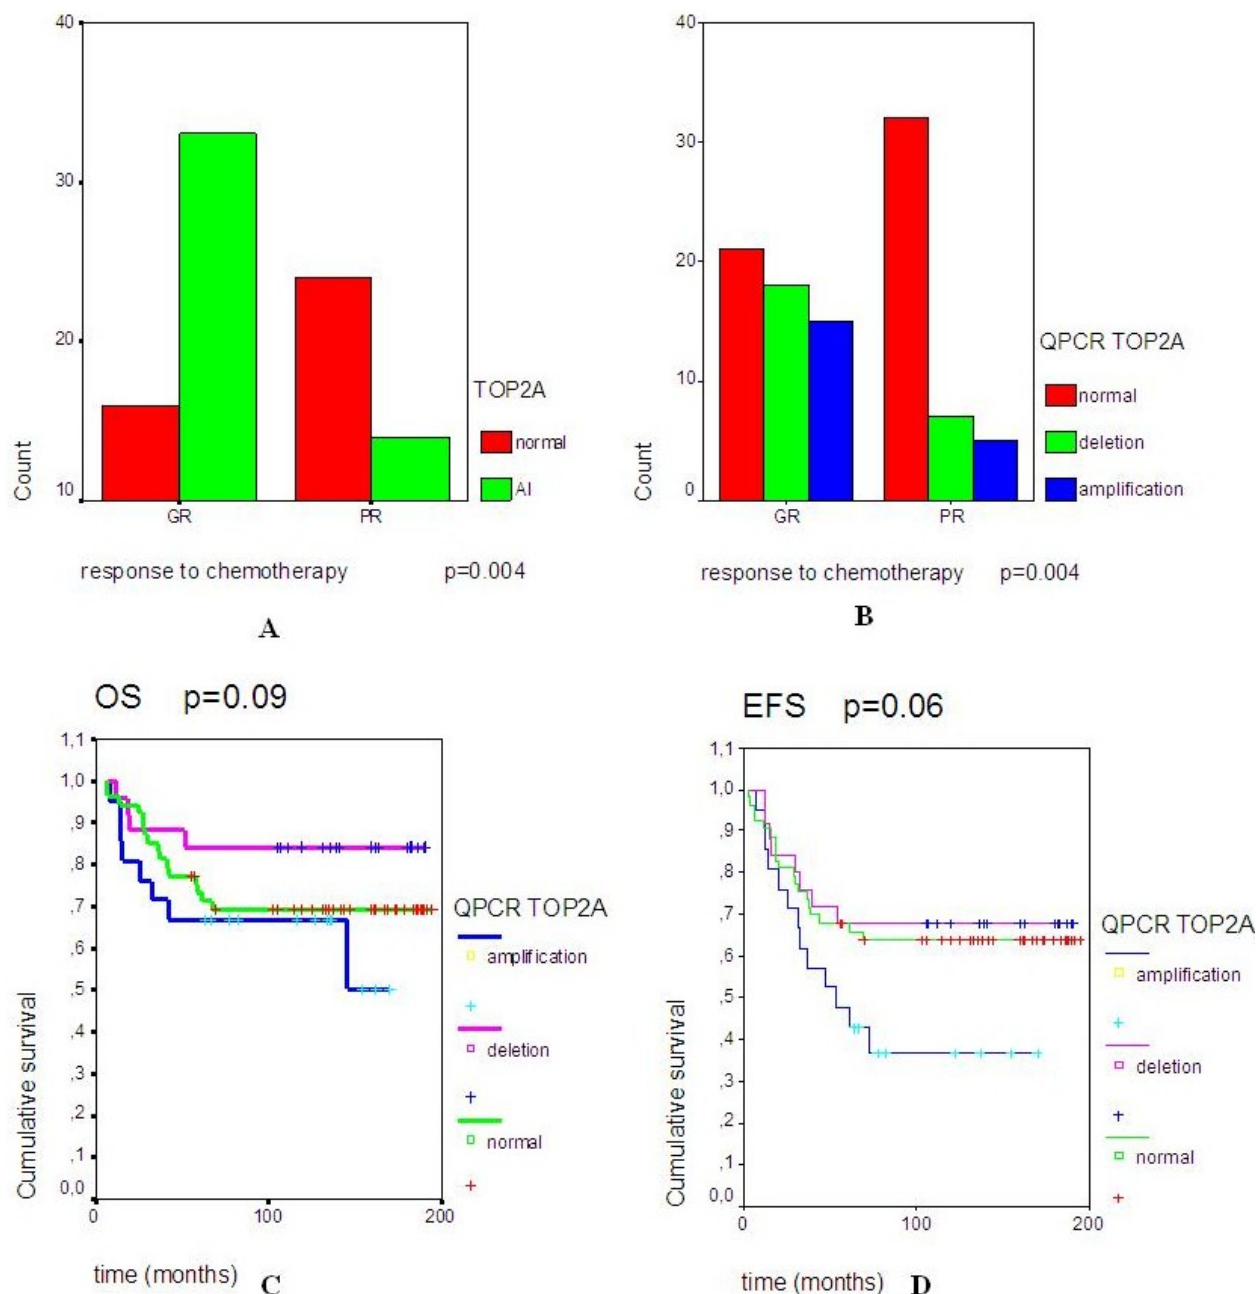 40
30
20
10
Count
GR
PR
TOP2A
normal
AI
response to chemotherapy p=0.004
A
40
30
20
10
0
Count
GR
PR
QPCR TOP2A
normal
deletion
amplification
response to chemotherapy p=0.004
B
OS p=0.09
1,1
1,0
,9
,8
,7
,6
,5
,4
,3
,2
,1
0,0
Cumulative survival
0
100
200
time (months)
QPCR TOP2A
amplification
deletion
normal
C
EFS p=0.06
1,1
1,0
,9
,8
,7
,6
,5
,4
,3
,2
,1
0,0
Cumulative survival
0
100
200
time (months)
QPCR TOP2A
amplification
deletion
normal
D